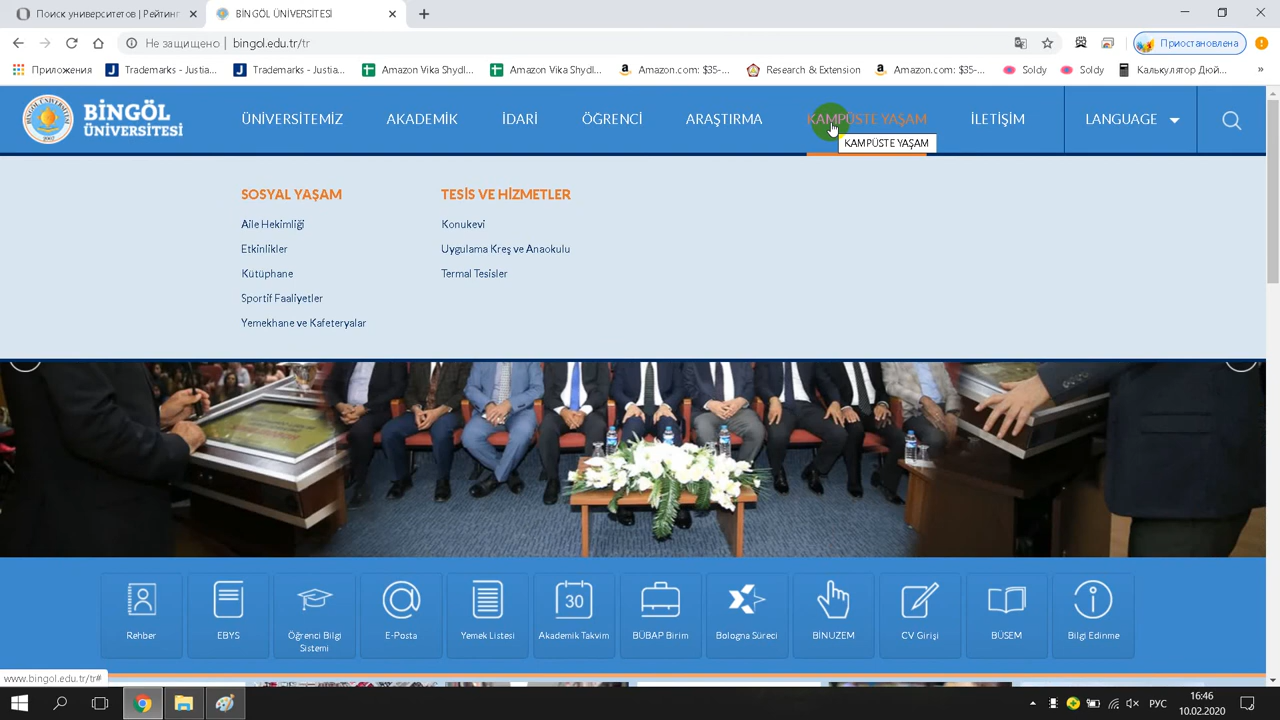 Поиск университетов | Рейтинг
BİNGÖL ÜNİVERSİTESİ
Не защищено | bingol.edu.tr/tr
Приостановлена
Приложения
Trademarks - Justia...
Trademarks - Justia...
Amazon Vika Shydl...
Amazon Vika Shydl...
Amazon.com: $35-...
Research & Extension
Amazon.com: $35-...
Soldy
Soldy
Калькулятор Дюй...
»
BİNGÖL
ÜNİVERSİTESİ
ÜNİVERSİTEMİZ
AKADEMİK
İDARİ
ÖĞRENCİ
ARAŞTIRMA
KAMPÜSTE YAŞAM
İLETİŞİM
LANGUAGE
KAMPÜSTE YAŞAM
SOSYAL YAŞAM
Aile Hekimliği
Etkinlikler
Kütüphane
Sportif Faaliyetler
Yemekhane ve Kafeteryalar
TESİS VE HİZMETLER
Konukevi
Uygulama Kreş ve Anaokulu
Termal Tesisler
Rehber
EBYS
Öğrenci Bilgi
Sistemi
E-Posta
Yemek Listesi
30
Akademik Takvim
BÜBAP Birim
Bologna Süreci
BİNUZEM
CV Girişi
BÜSEM
Bilgi Edinme
www.bingol.edu.tr/tr#
РУС
16:46
10.02.2020